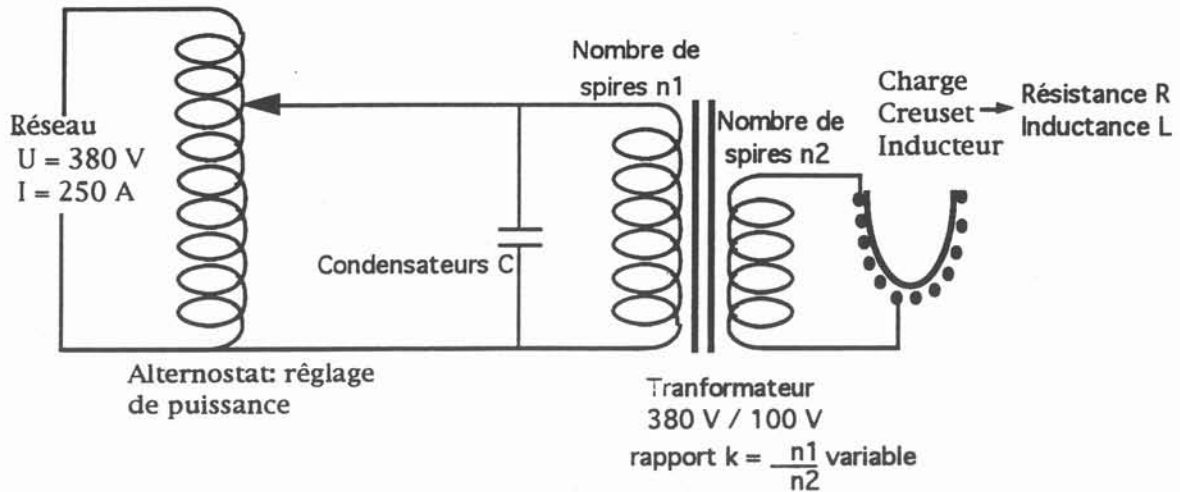 Réseau
U = 380 V
I = 250 A
Alternostat: rêglage
de puissance
Condensateurs C
Nombre de
spires n1
Nombre de
spires n2
Tranformateur
380 V / 100 V
rapport k = n1 variable
n2
Charge
Creuset
Inducteur
Résistance R
Inductance L